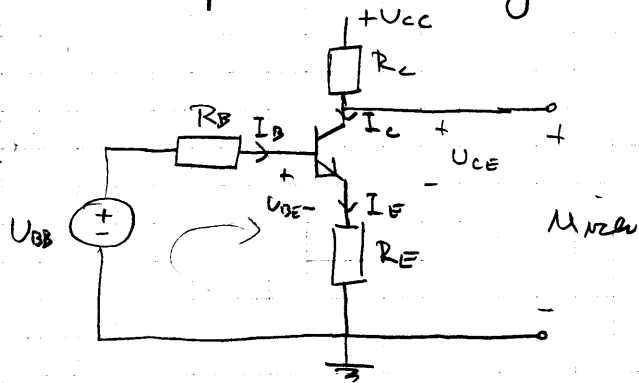 +UCC
RC
RB IB IC
+ +
+ UCE
UBE - -
UBB + - IE
RE
-